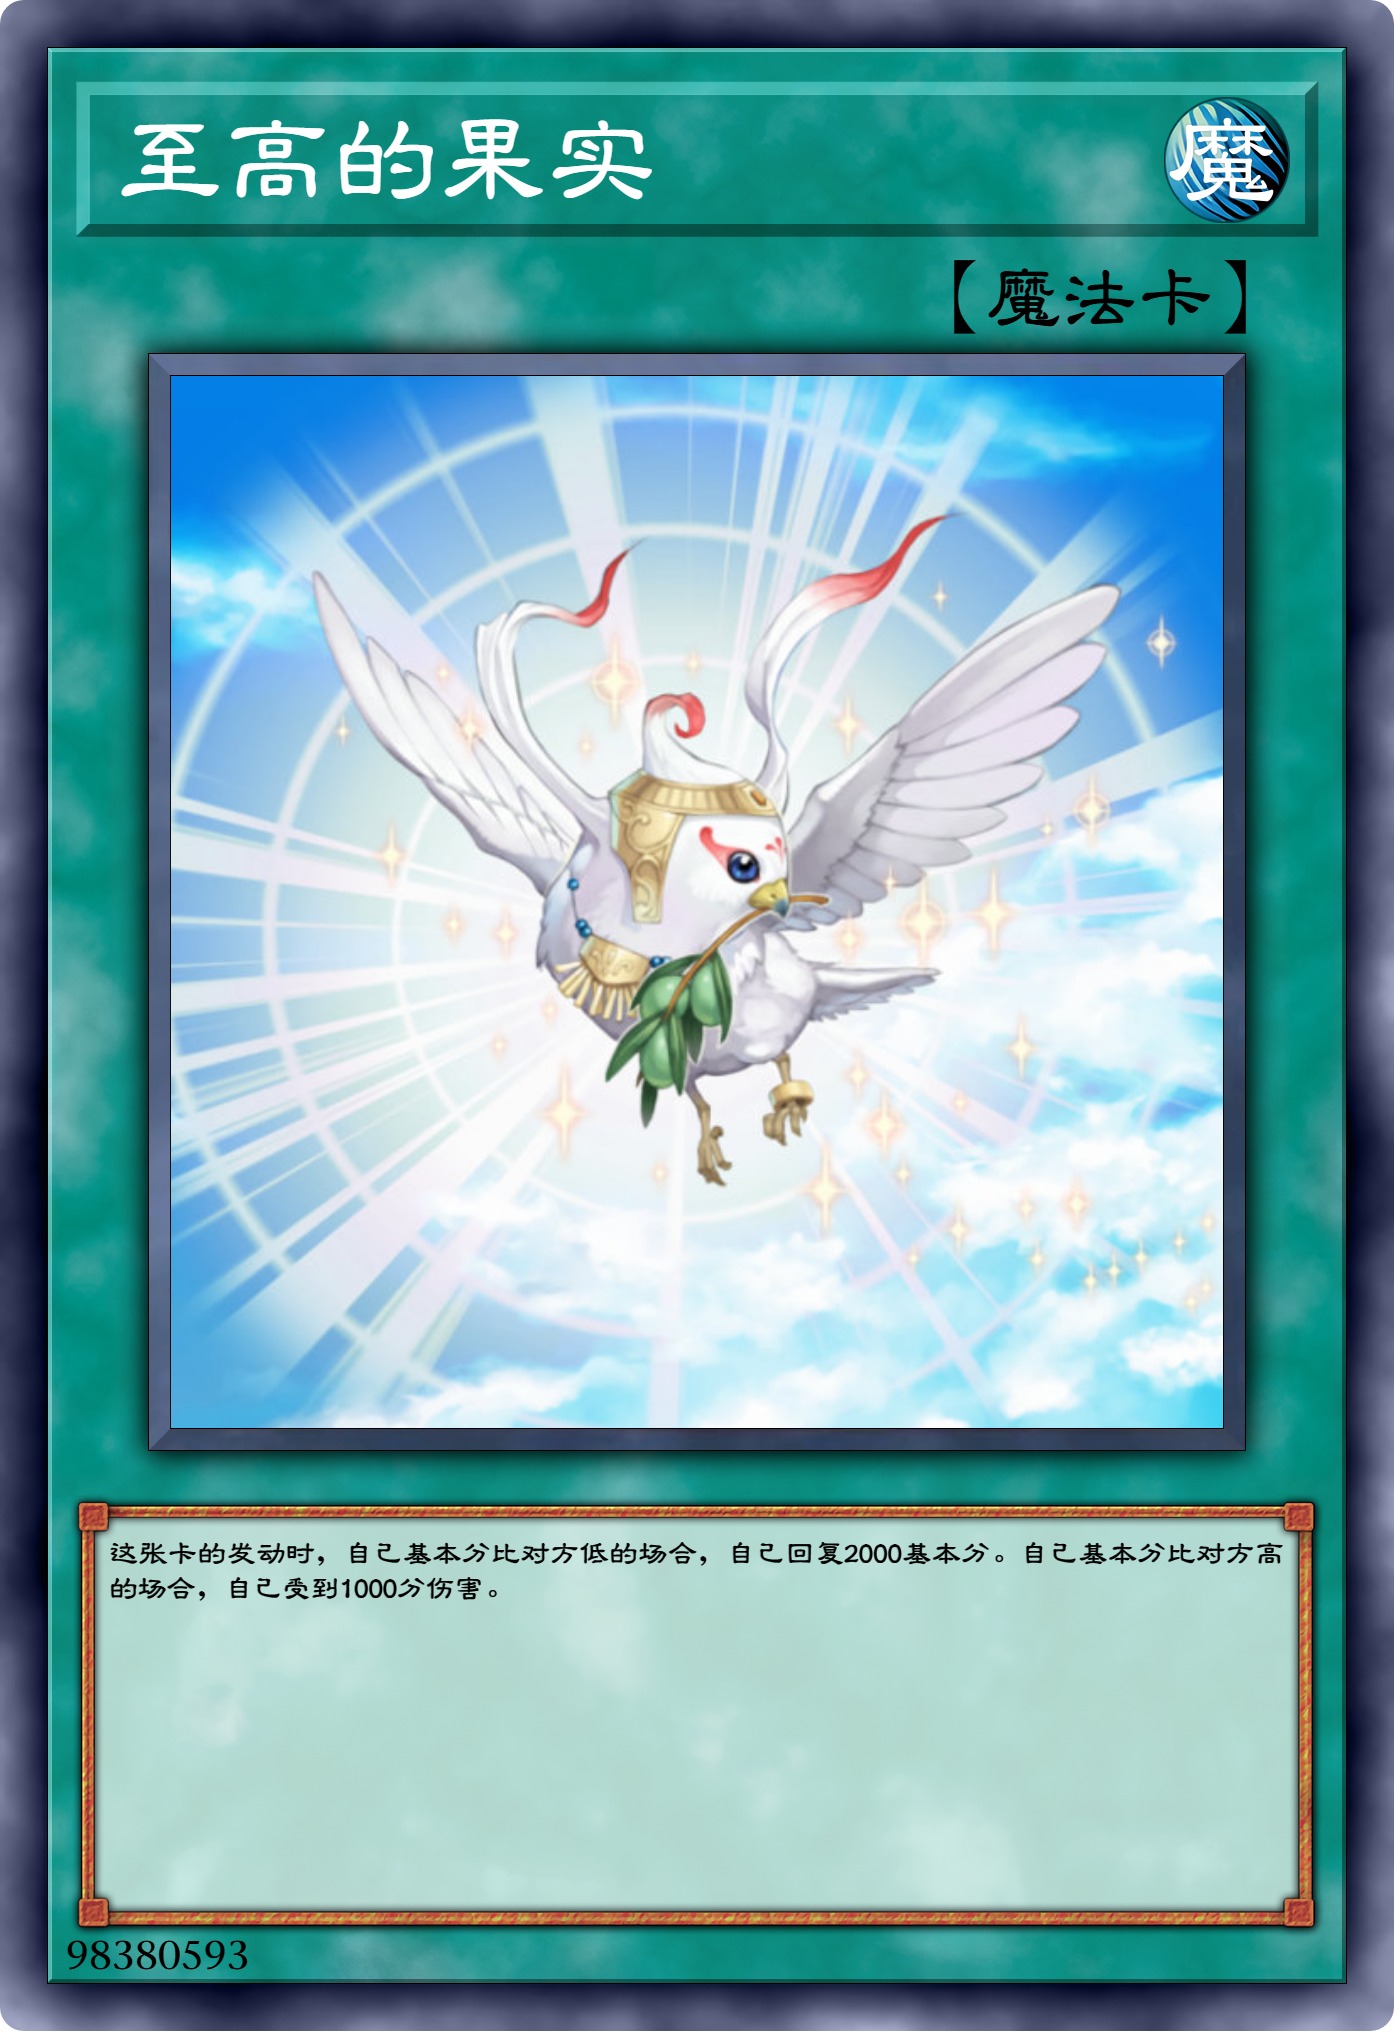 至高的果实
魔
【魔法卡】
这张卡的发动时，自己基本分比对方低的场合，自己回复2000基本分。自己基本分比对方高
的场合，自己受到1000分伤害。
98380593